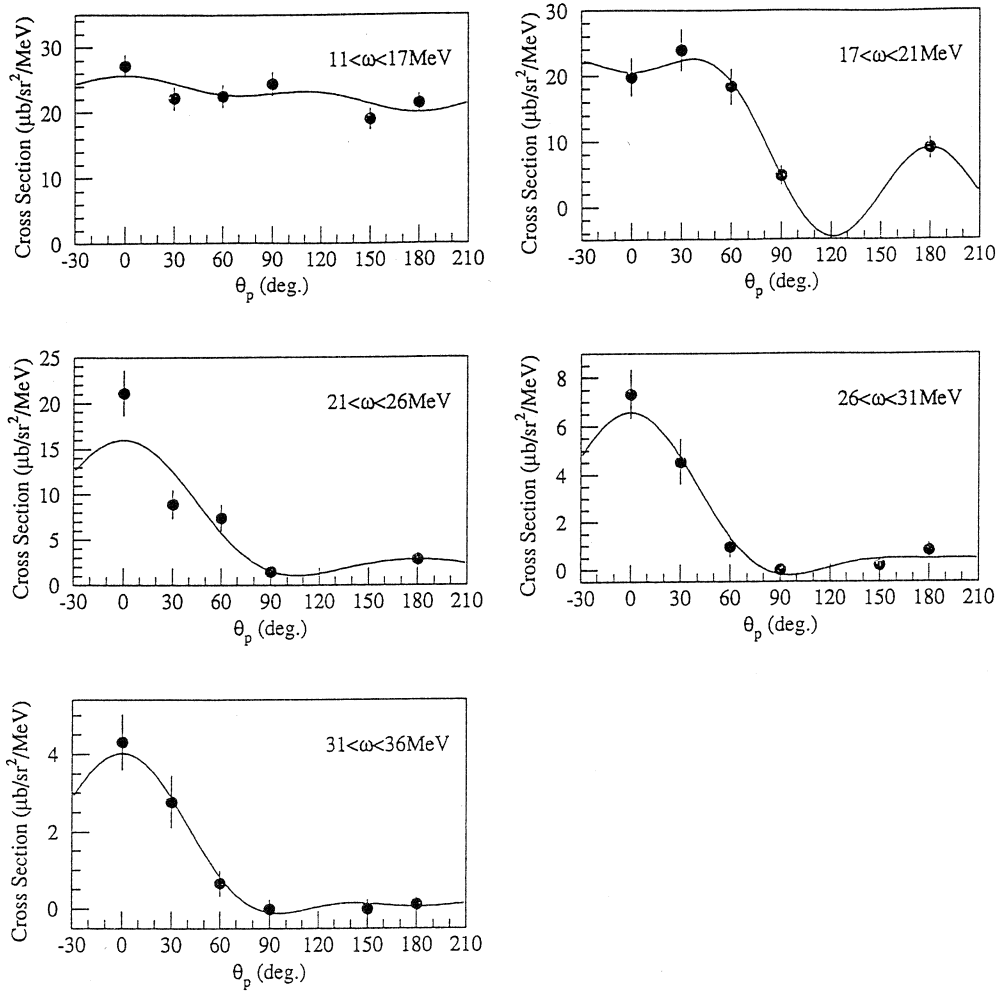 11<ω<17MeV
Cross Section (μb/sr²/MeV)
30
20
10
0
-30 0 30 60 90 120 150 180 210
θp (deg.)
17<ω<21MeV
Cross Section (μb/sr²/MeV)
30
20
10
0
-30 0 30 60 90 120 150 180 210
θp (deg.)
21<ω<26MeV
Cross Section (μb/sr²/MeV)
25
20
15
10
5
0
-30 0 30 60 90 120 150 180 210
θp (deg.)
26<ω<31MeV
Cross Section (μb/sr²/MeV)
8
6
4
2
0
-30 0 30 60 90 120 150 180 210
θp (deg.)
31<ω<36MeV
Cross Section (μb/sr²/MeV)
4
2
0
-30 0 30 60 90 120 150 180 210
θp (deg.)